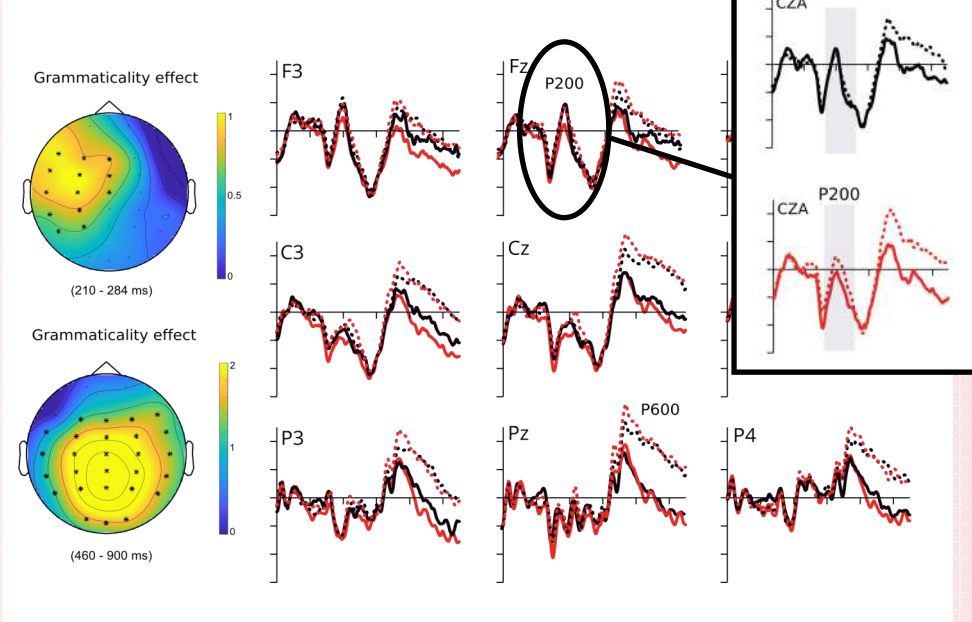 CZA
Grammaticality effect
1
0.5
0
(210 - 284 ms)
F3
Fz
P200
P200
CZA
C3
Cz
Grammaticality effect
2
1
0
(460 - 900 ms)
P3
Pz
P600
P4